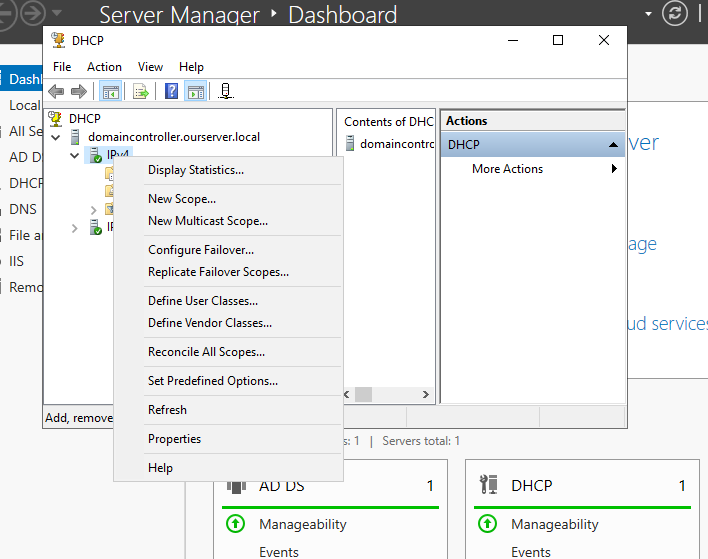 Server Manager ‣ Dashboard
DHCP
File Action View Help
DHCP
domaincontroller.ourserver.local
IPv4
Display Statistics...
New Scope...
New Multicast Scope...
Configure Failover...
Replicate Failover Scopes...
Define User Classes...
Define Vendor Classes...
Reconcile All Scopes...
Set Predefined Options...
Refresh
Properties
Help
Contents of DHC
domaincontro
Actions
DHCP
More Actions
Add, remove
Dash
Local
All Se
AD D
DHCP
DNS
File a
IIS
Remo
ver
age
ud services
s: 1 | Servers total: 1
AD DS 1
Manageability
Events
DHCP 1
Manageability
Events